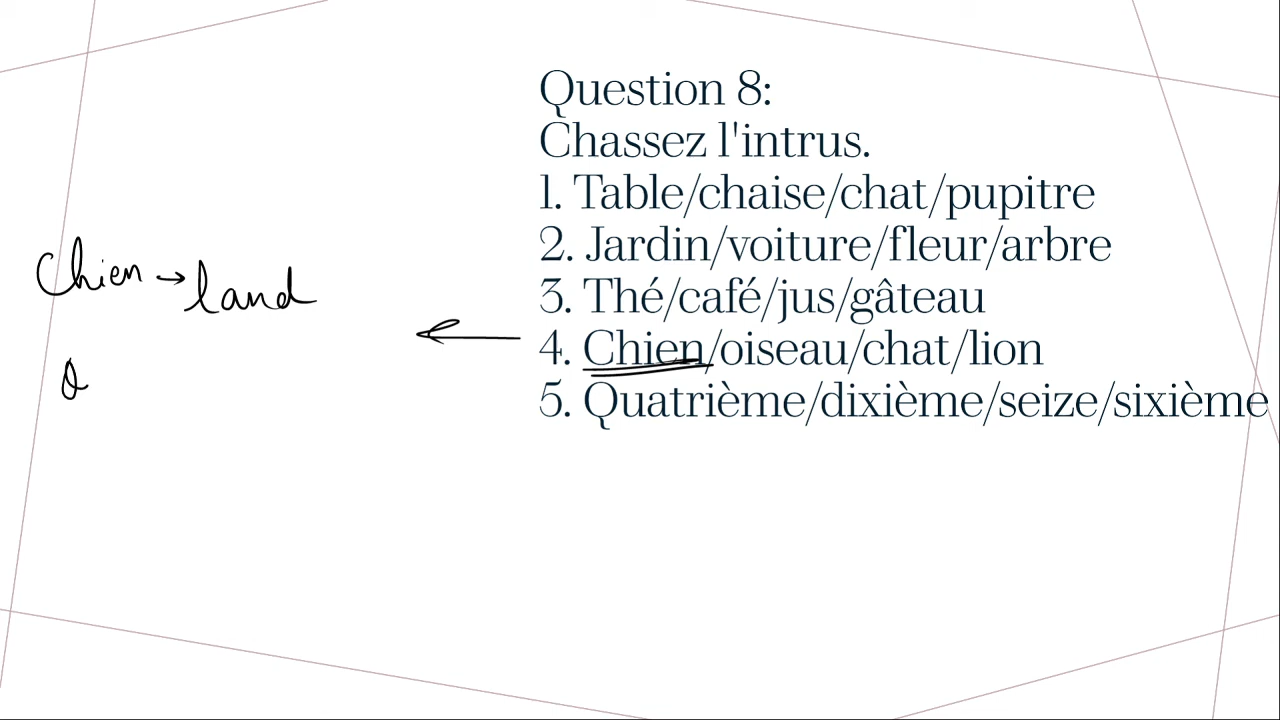 Question 8:
Chassez l'intrus.
1. Table/chaise/chat/pupitre
2. Jardin/voiture/fleur/arbre
3. Thé/café/jus/gâteau
4. Chien/oiseau/chat/lion
5. Quatrième/dixième/seize/sixième
Chien → land